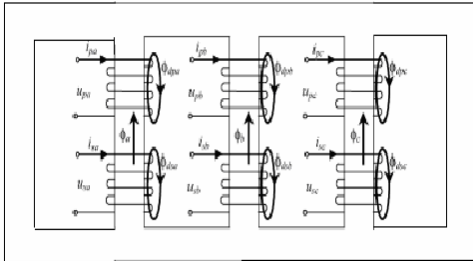 i_pa i_pb i_pc
ϕ_dpa ϕ_dpb ϕ_dpc
u_pa u_pb u_pc
ϕ_a ϕ_b ϕ_c
i_sa i_sb i_sc
ϕ_dsa ϕ_dsb ϕ_dsc
u_sa u_sb u_sc